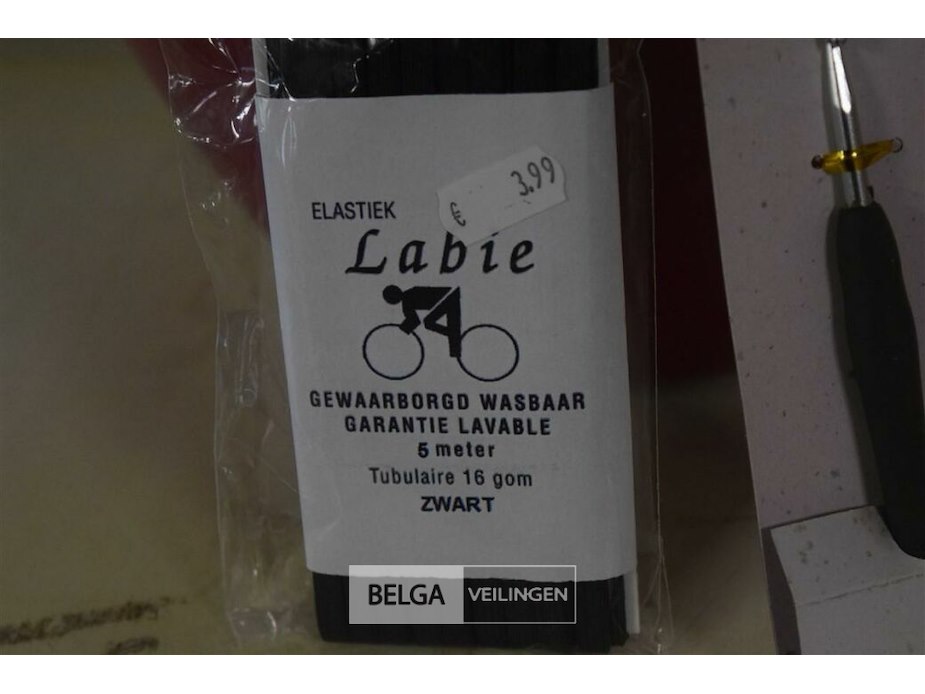 € 3.99
ELASTIEK
Labie
GEWAARBORGD WASBAAR
GARANTIE LAVABLE
5 meter
Tubulaire 16 gom
ZWART
BELGA VEILINGEN